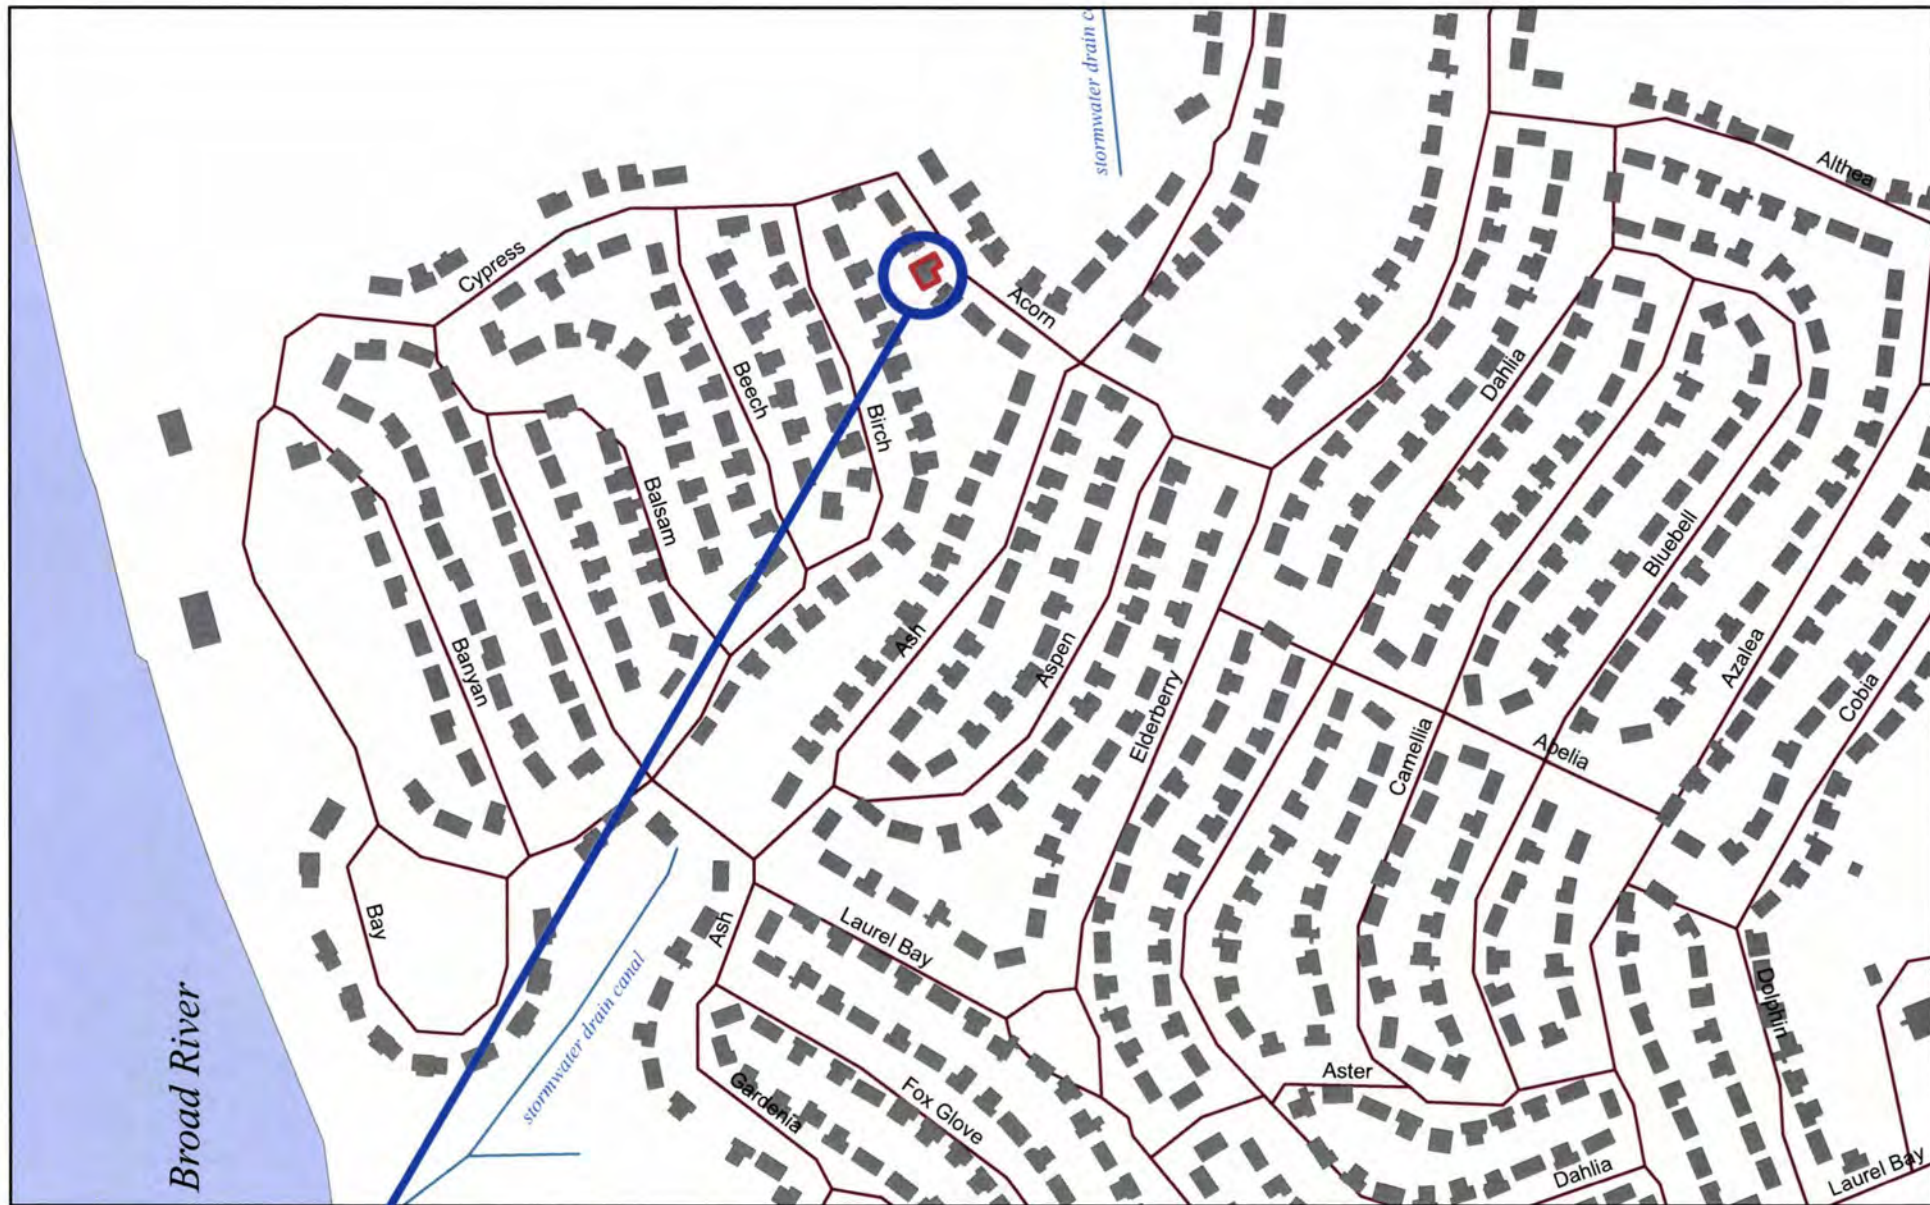 stormwater drain c
Althea
Cypress
Acorn
Dahlia
Beech
Birch
Balsam
Bluebell
Ash
Aspen
Banyan
Azalea
Elderberry
Cobia
Camellia
Abelia
Bay
Ash
Laurel Bay
stormwater drain canal
Dolphin
Broad River
Aster
Gardenia
Fox Glove
Dahlia
Laurel Bay